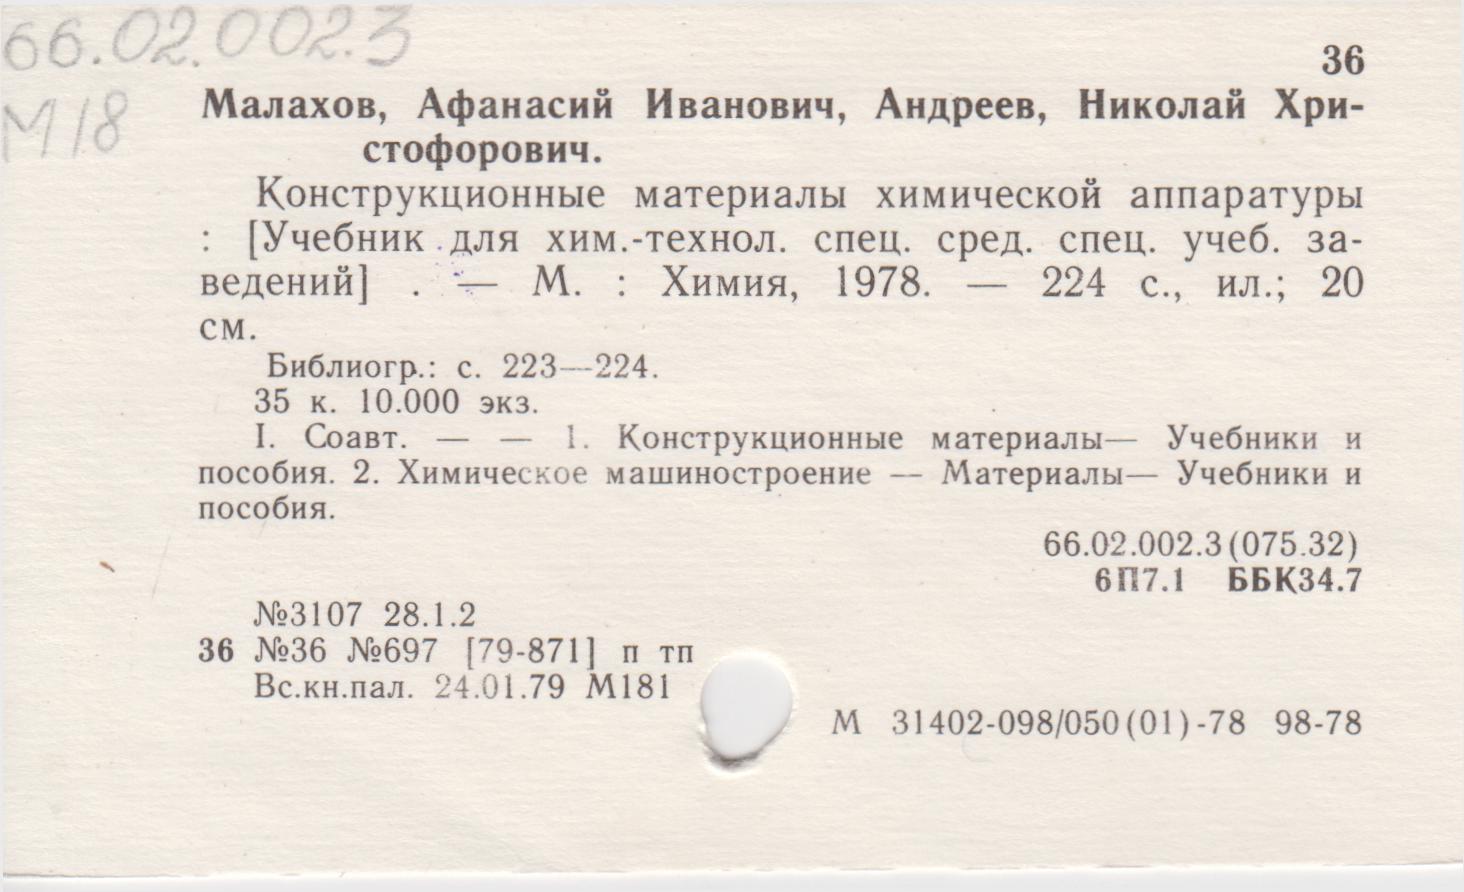 66.02.002.3
36
М18
Малахов, Афанасий Иванович, Андреев, Николай Хри-
стофорович.
Конструкционные материалы химической аппаратуры
: [Учебник для хим.-технол. спец. сред. спец. учеб. за-
ведений] . — М. : Химия, 1978. — 224 с., ил.; 20
см.
Библиогр.: с. 223—224.
35 к. 10.000 экз.
I. Соавт. — — 1. Конструкционные материалы— Учебники и
пособия. 2. Химическое машиностроение — Материалы— Учебники и
пособия.
66.02.002.3(075.32)
6П7.1 ББК34.7
№3107 28.1.2
36 №36 №697 [79-871] п тп
Вс.кн.пал. 24.01.79 М181
М 31402-098/050(01)-78 98-78